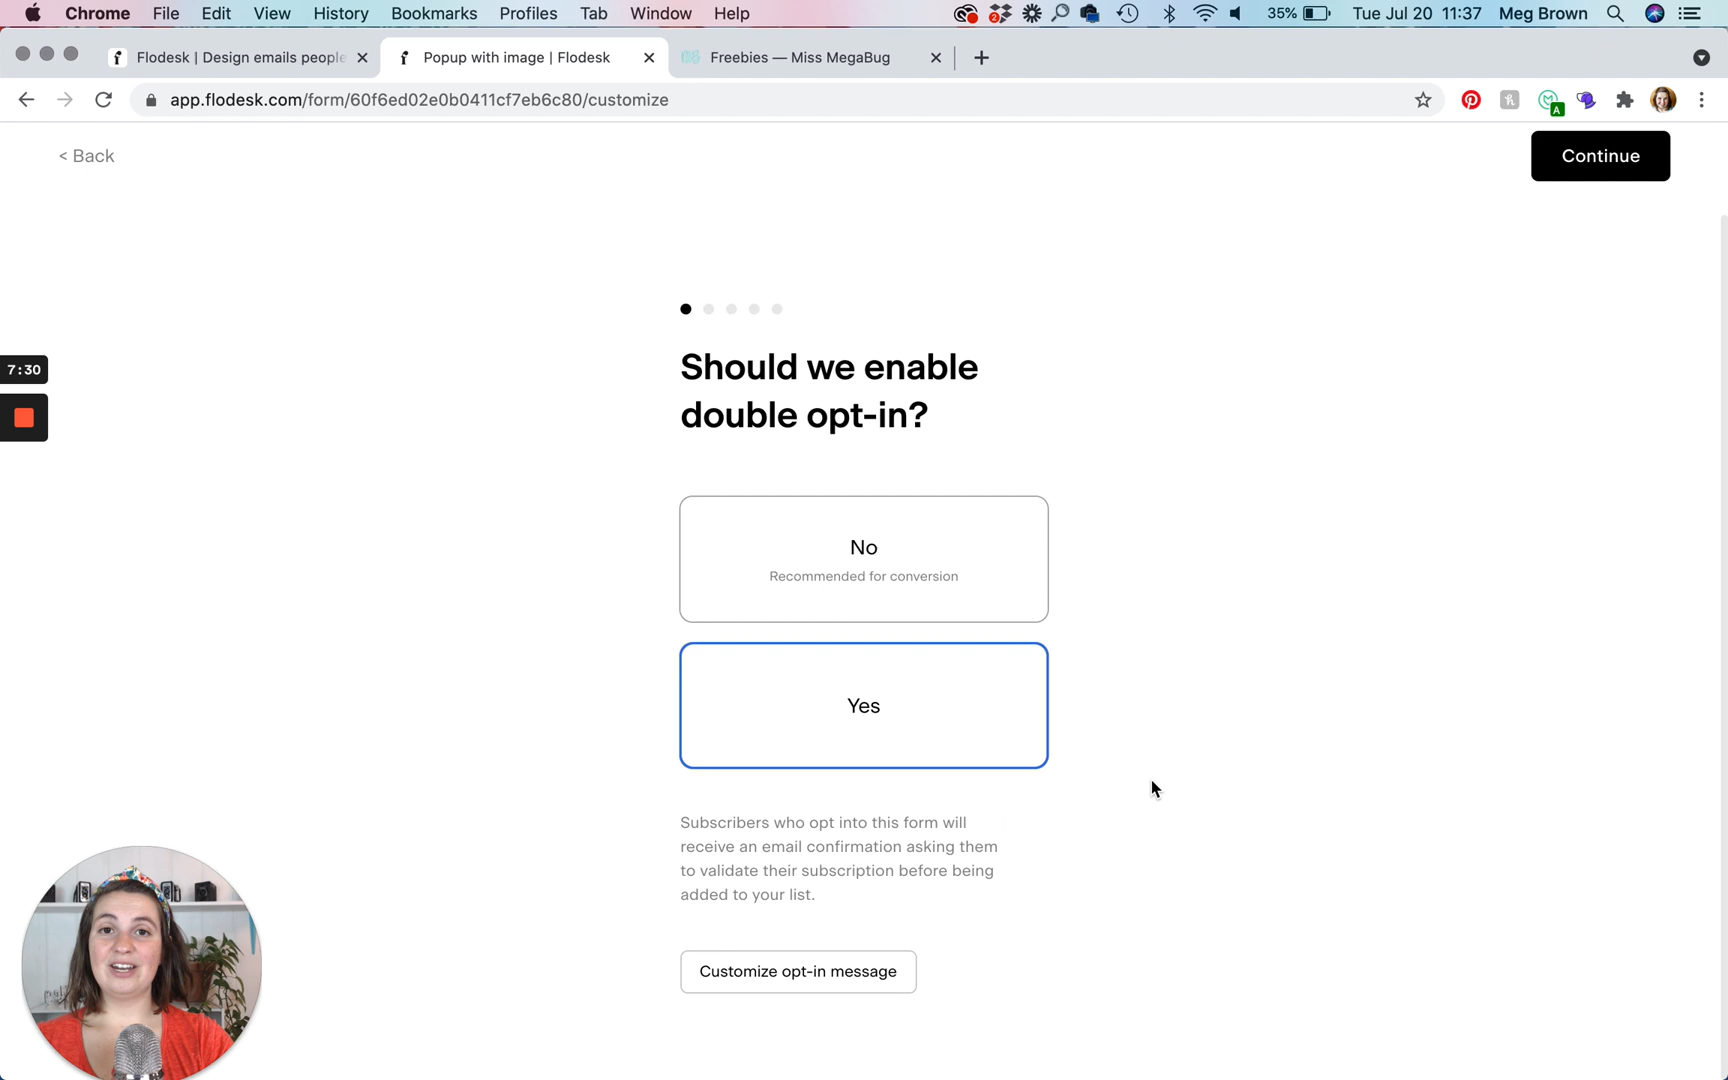 Chrome File Edit View History Bookmarks Profiles Tab Window Help 2 35% Tue Jul 20 11:37 Meg Brown
Flodesk | Design emails people
Popup with image | Flodesk
Freebies — Miss MegaBug
app.flodesk.com/form/60f6ed02e0b0411cf7eb6c80/customize
A
< Back
Continue
7:30
Should we enable
double opt-in?
No
Recommended for conversion
Yes
Subscribers who opt into this form will
receive an email confirmation asking them
to validate their subscription before being
added to your list.
Customize opt-in message